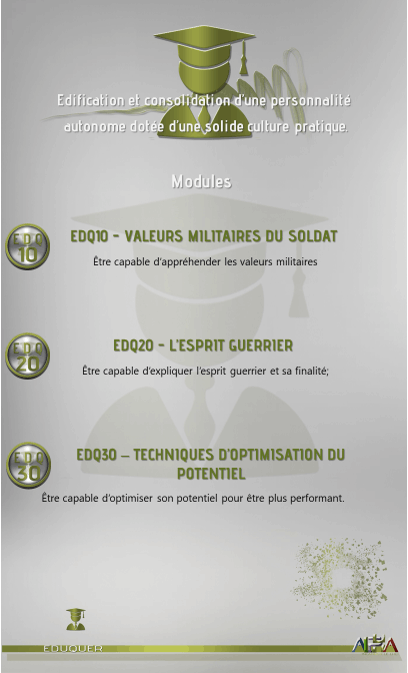 Edification et consolidation d'une personnalité
autonome dotée d'une solide culture pratique.
Modules
EDQ
10
EDQ10 - VALEURS MILITAIRES DU SOLDAT
Être capable d'appréhender les valeurs militaires
EDQ
20
EDQ20 - L'ESPRIT GUERRIER
Être capable d'expliquer l'esprit guerrier et sa finalité;
EDQ
30
EDQ30 – TECHNIQUES D'OPTIMISATION DU
POTENTIEL
Être capable d'optimiser son potentiel pour être plus performant.
EDUQUER